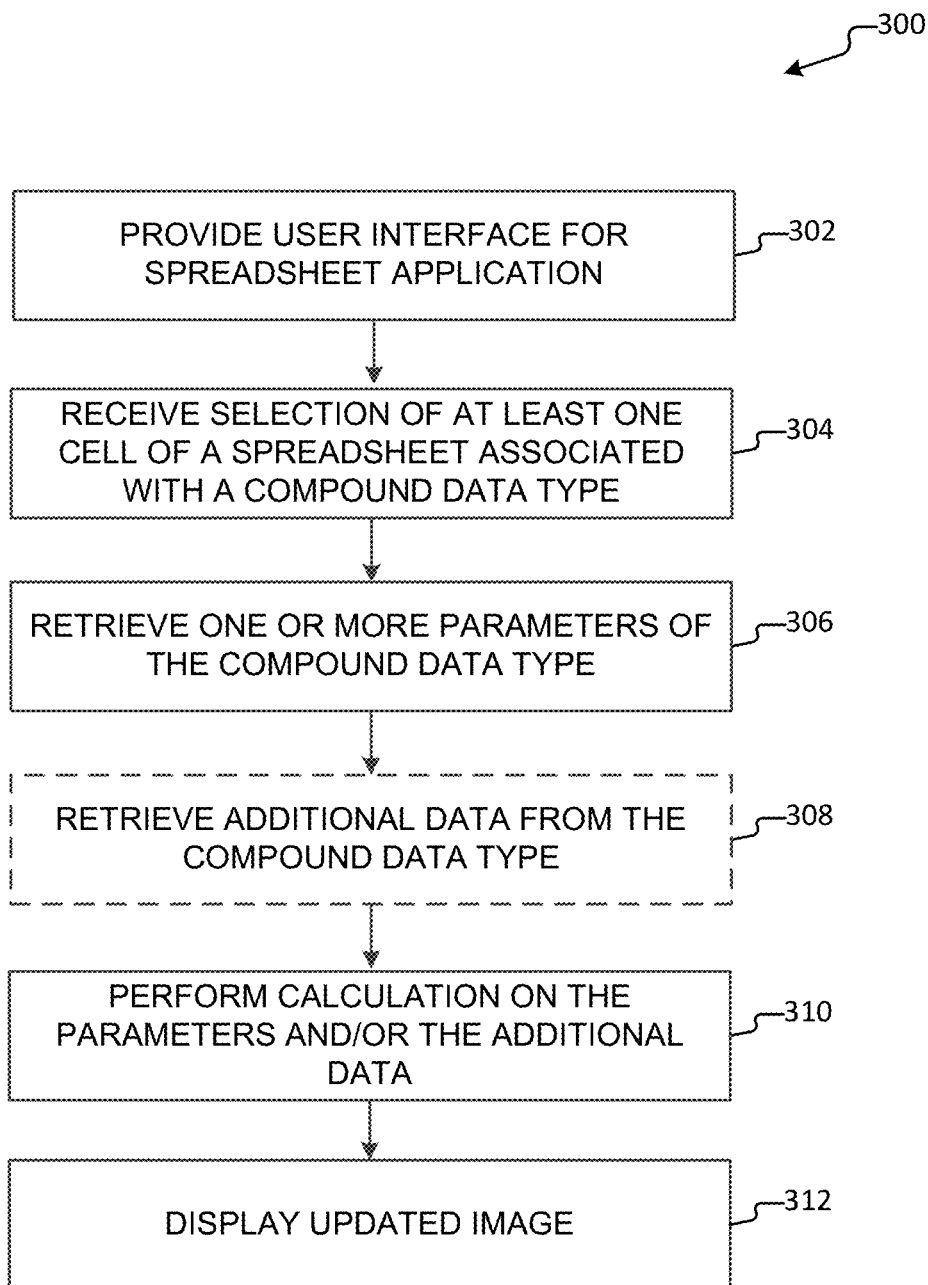 300
PROVIDE USER INTERFACE FOR
SPREADSHEET APPLICATION
302
RECEIVE SELECTION OF AT LEAST ONE
CELL OF A SPREADSHEET ASSOCIATED
WITH A COMPOUND DATA TYPE
304
RETRIEVE ONE OR MORE PARAMETERS OF
THE COMPOUND DATA TYPE
306
RETRIEVE ADDITIONAL DATA FROM THE
COMPOUND DATA TYPE
308
PERFORM CALCULATION ON THE
PARAMETERS AND/OR THE ADDITIONAL
DATA
310
DISPLAY UPDATED IMAGE
312